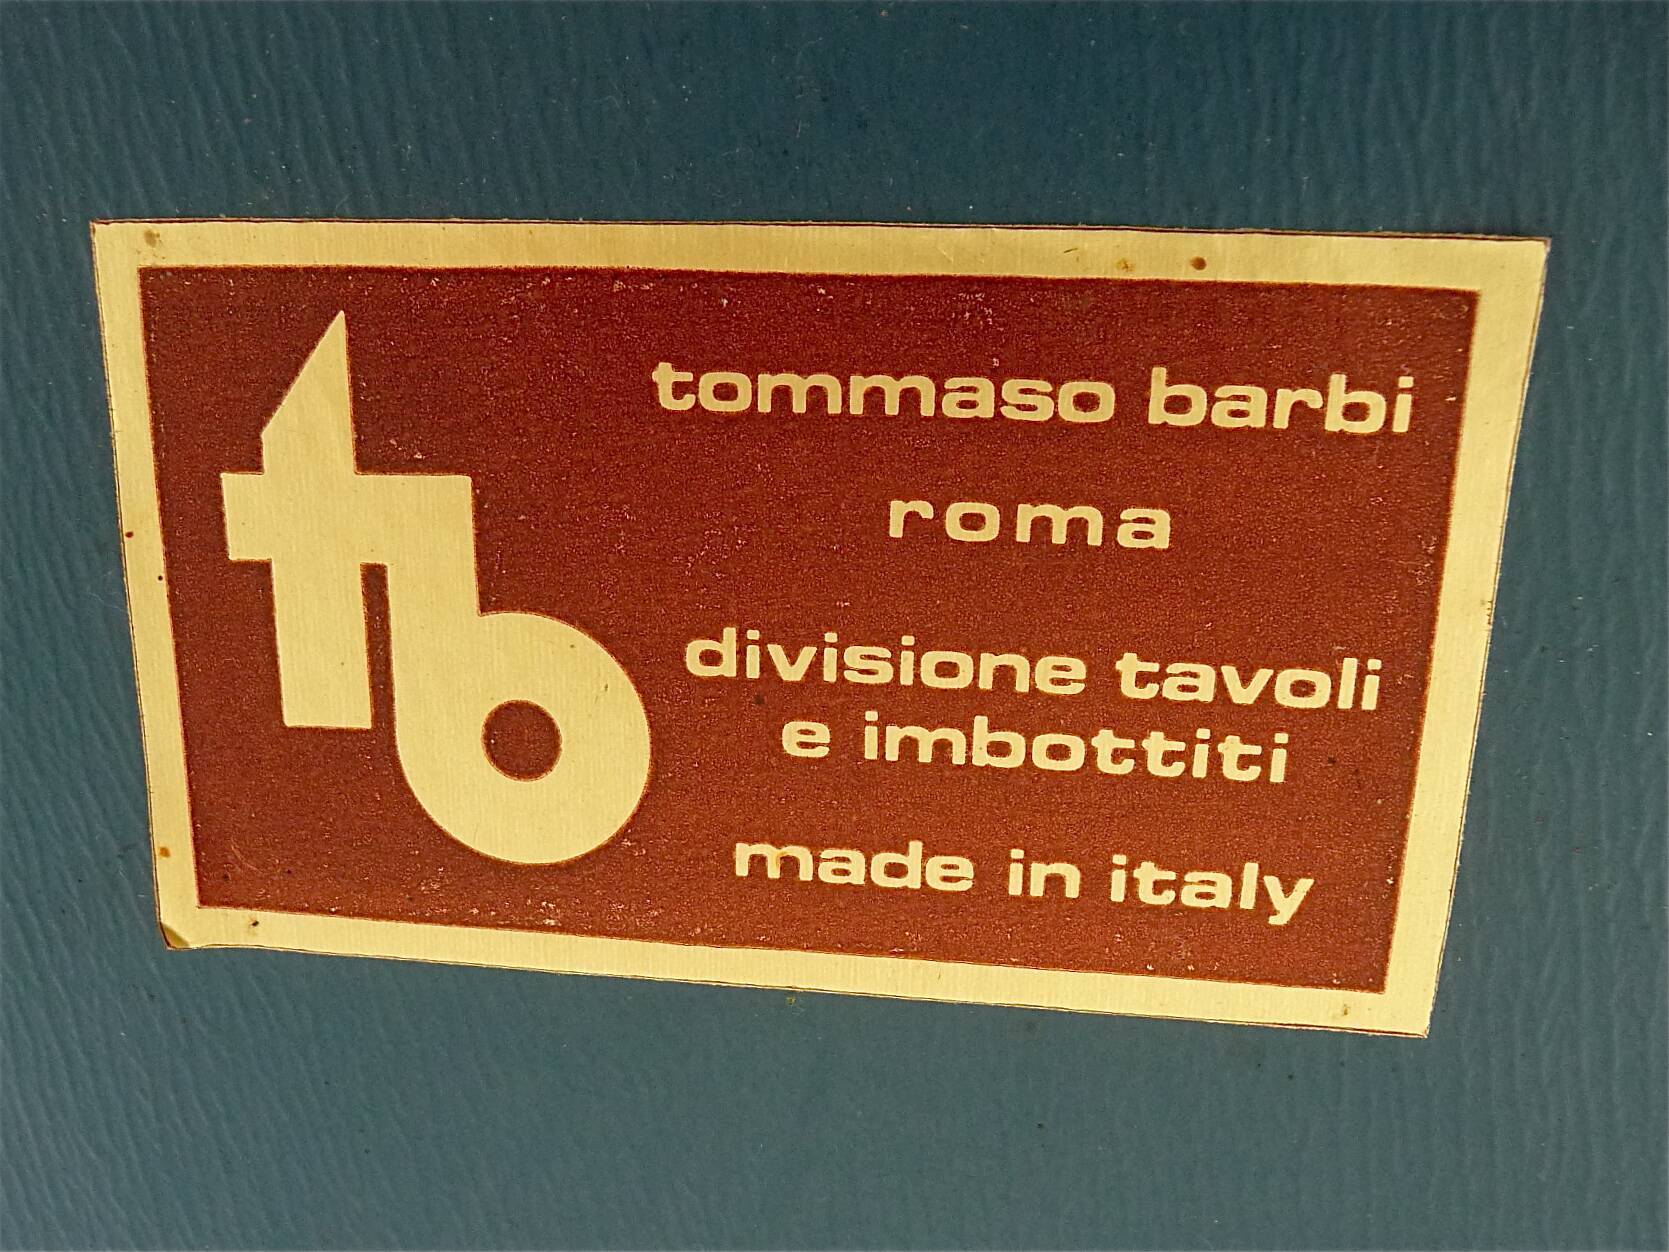 tb
tommaso barbi
roma
divisione tavoli
e imbottiti
made in italy